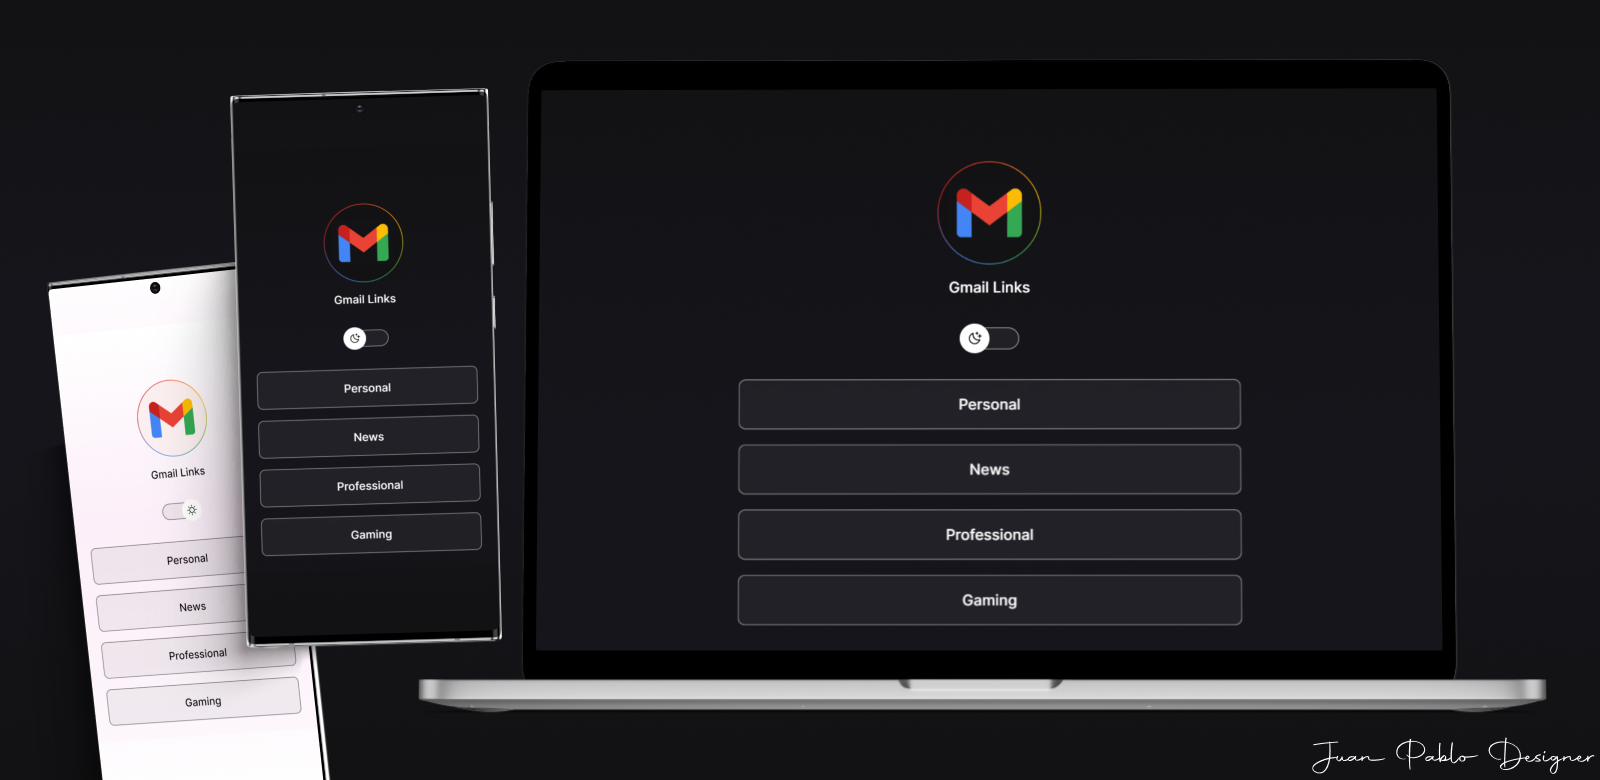 Gmail Links
Personal
News
Professional
Gaming
Gmail Links
Personal
News
Professional
Gaming
Gmail Links
Personal
News
Professional
Gaming
Juan Pablo Designer